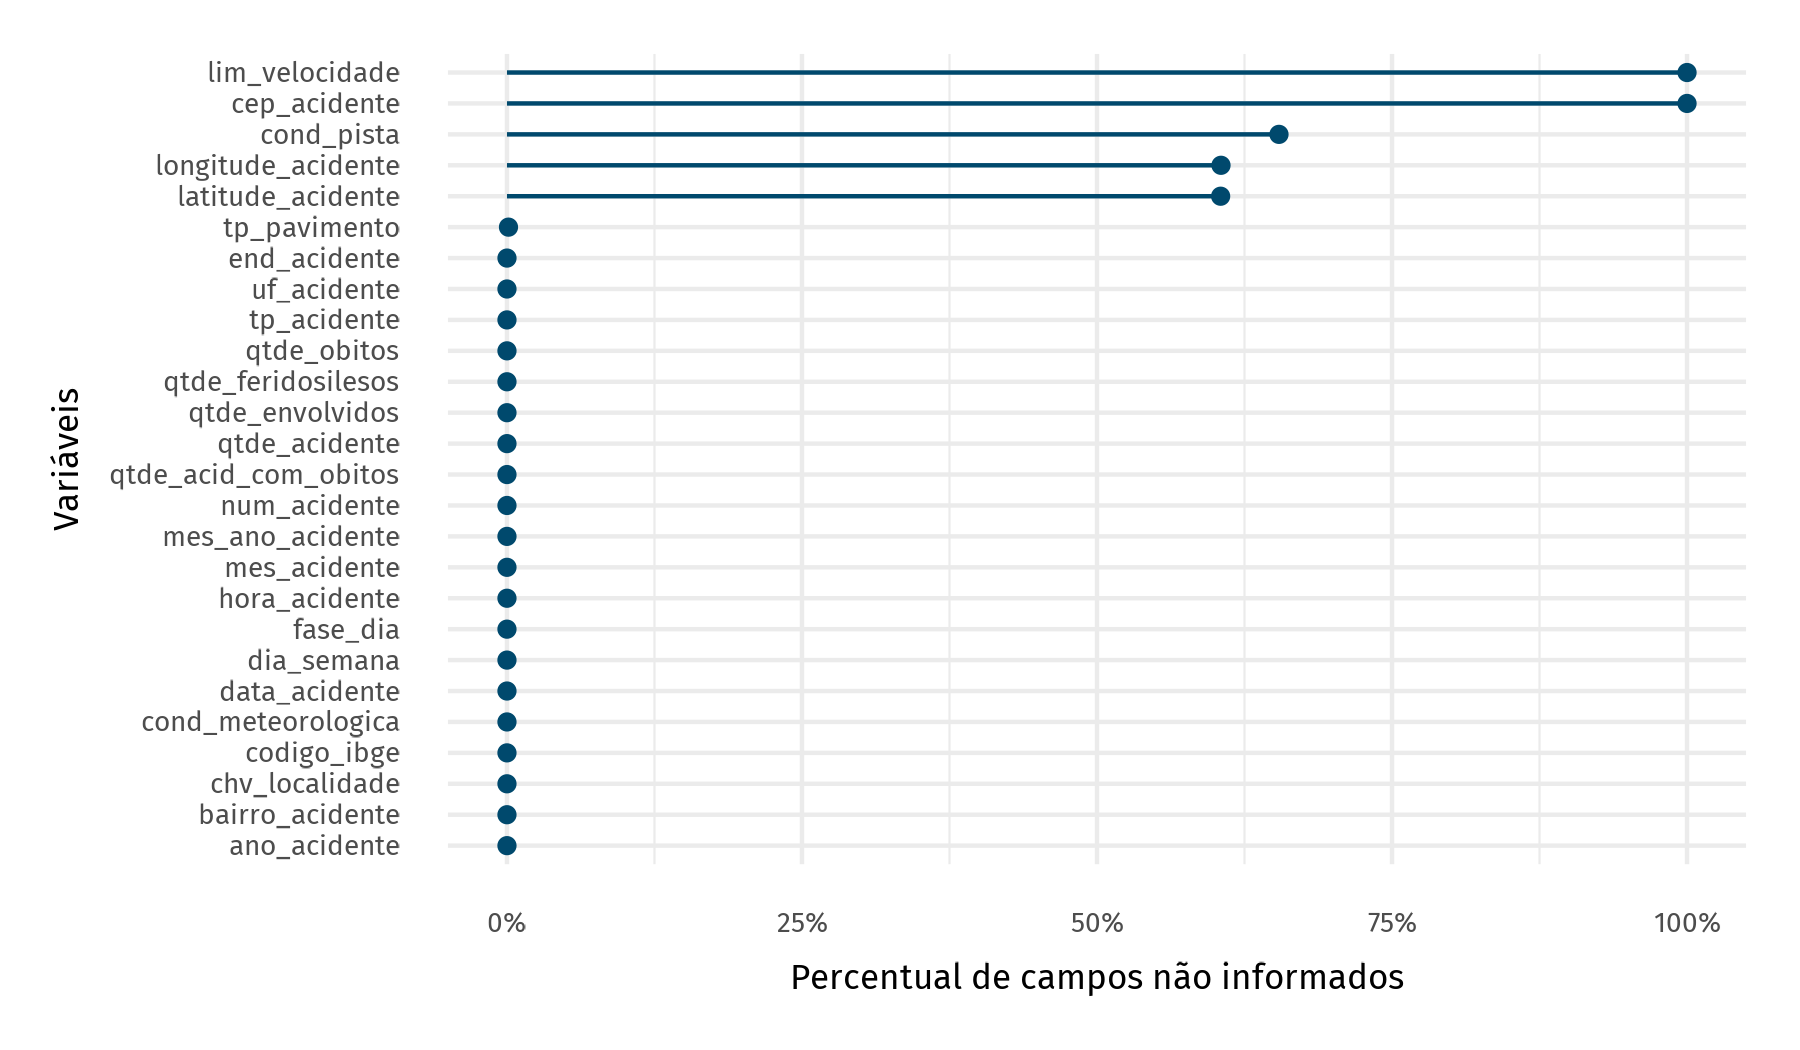 lim_velocidade
cep_acidente
cond_pista
longitude_acidente
latitude_acidente
tp_pavimento
end_acidente
uf_acidente
tp_acidente
qtde_obitos
qtde_feridosilesos
qtde_envolvidos
qtde_acidente
qtde_acid_com_obitos
num_acidente
mes_ano_acidente
mes_acidente
hora_acidente
fase_dia
dia_semana
data_acidente
cond_meteorologica
codigo_ibge
chv_localidade
bairro_acidente
ano_acidente
Variáveis
0% 25% 50% 75% 100%
Percentual de campos não informados